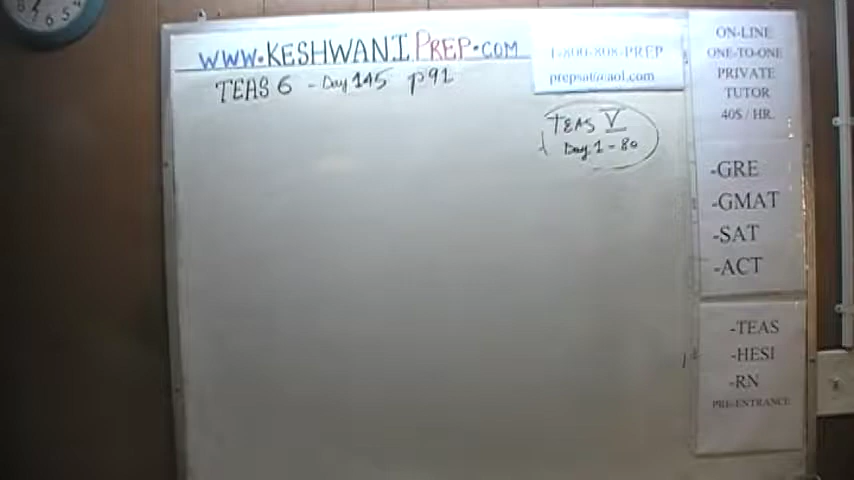 WWW.KESHWANIPREP.COM
TEAS 6 - Day 145 p91
1-800-808-PREP
prepsat@aol.com
TEAS V
Day 1-80
ON-LINE
ONE-TO-ONE
PRIVATE
TUTOR
40$ / HR.
-GRE
-GMAT
-SAT
-ACT
-TEAS
-HESI
-RN
PRE-ENTRANCE